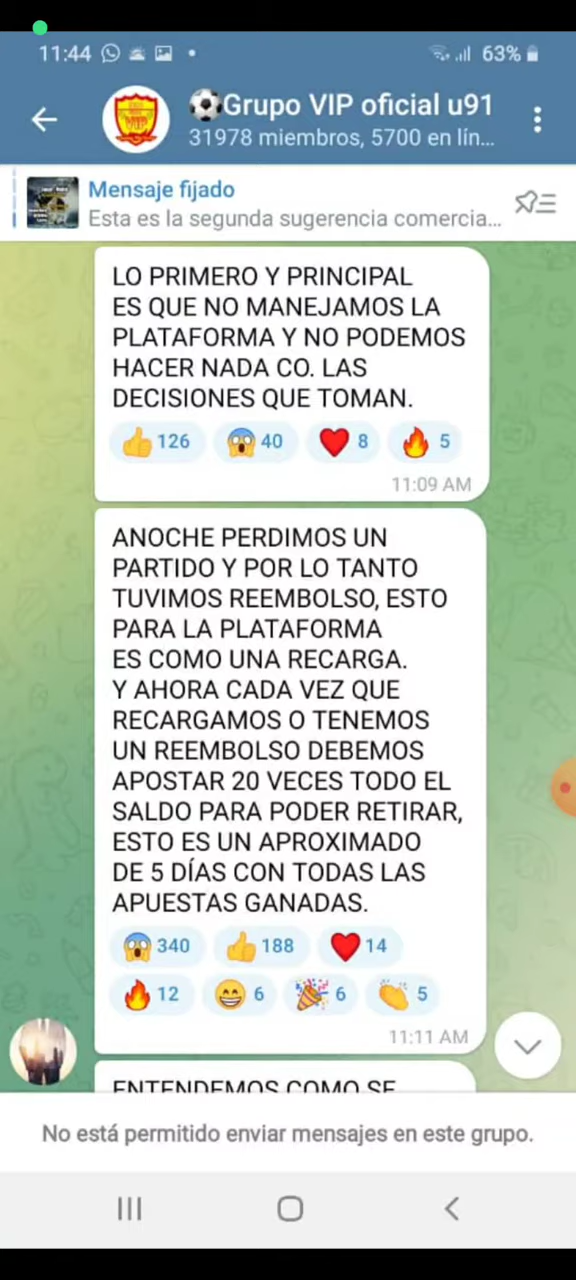 11:44 63%
Grupo VIP oficial u91
31978 miembros, 5700 en lín...
Mensaje fijado
Esta es la segunda sugerencia comercia...
LO PRIMERO Y PRINCIPAL
ES QUE NO MANEJAMOS LA
PLATAFORMA Y NO PODEMOS
HACER NADA CO. LAS
DECISIONES QUE TOMAN.
126 40 8 5
11:09 AM
ANOCHE PERDIMOS UN
PARTIDO Y POR LO TANTO
TUVIMOS REEMBOLSO, ESTO
PARA LA PLATAFORMA
ES COMO UNA RECARGA.
Y AHORA CADA VEZ QUE
RECARGAMOS O TENEMOS
UN REEMBOLSO DEBEMOS
APOSTAR 20 VECES TODO EL
SALDO PARA PODER RETIRAR,
ESTO ES UN APROXIMADO
DE 5 DÍAS CON TODAS LAS
APUESTAS GANADAS.
340 188 14
12 6 6 5
11:11 AM
ENTENDEMOS COMO SE
No está permitido enviar mensajes en este grupo.